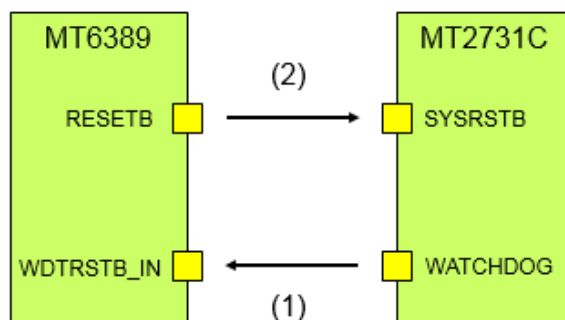 MT6389
MT2731C
(2)
RESETB
SYSRSTB
WDTRSTB_IN
WATCHDOG
(1)